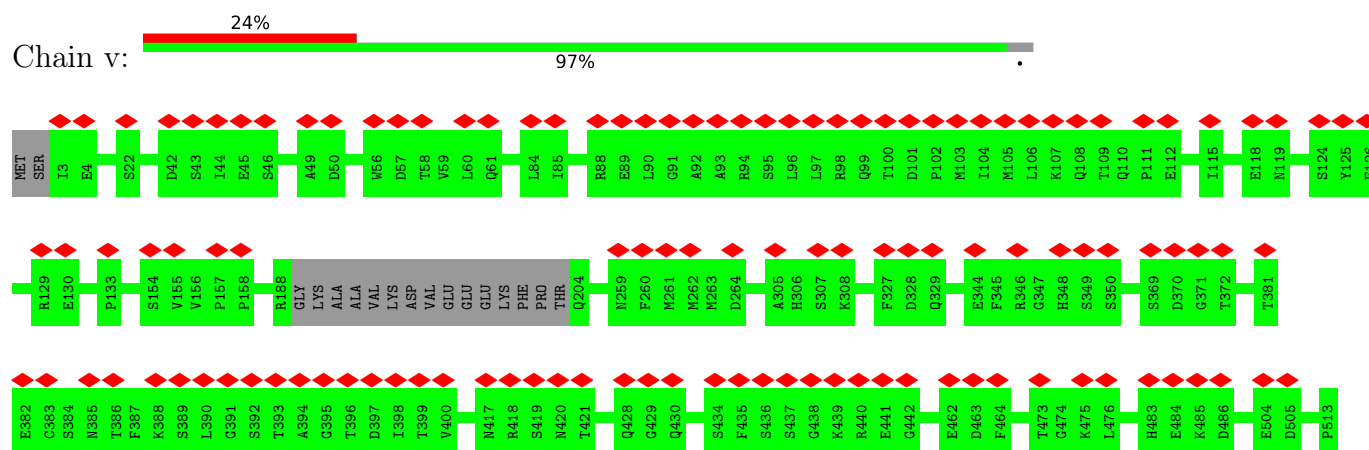 24%
Chain v:
97%
.
MET SER I3 E4 S22 D42 S43 I44 E45 S46 A49 D50 W56 D57 T58 V59 L60 Q61 L84 I85 R88 E89 L90 G91 A92 A93 R94 S95 L96 L97 R98 Q99 T100 D101 P102 M103 I104 M105 L106 K107 Q108 T109 Q110 P111 E112 I115 E118 N119 S124 Y125
R129 E130 P133 S154 V155 V156 P157 P158 R188 GLY LYS ALA ALA VAL LYS ASP VAL GLU GLU GLU LYS PHE PRO THR Q204 N259 F260 M261 M262 M263 D264 A305 H306 S307 K308 F327 D328 Q329 E344 F345 R346 G347 H348 S349 S350 S369 D370 G371 T372 T381
E382 C383 S384 N385 T386 F387 K388 S389 L390 G391 S392 T393 A394 G395 T396 D397 I398 T399 V400 N417 R418 S419 N420 T421 Q428 G429 Q430 S434 F435 S436 S437 G438 K439 R440 E441 G442 E462 D463 F464 T473 G474 K475 L476 H483 E484 K485 D486 E504 D505 P513